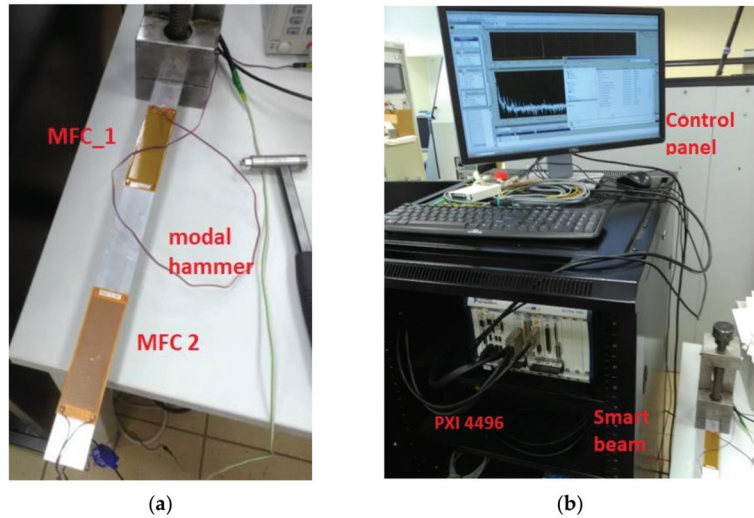 MFC_1
modal
hammer
MFC 2
(a)
Control
panel
PXI 4496
Smart
beam
(b)